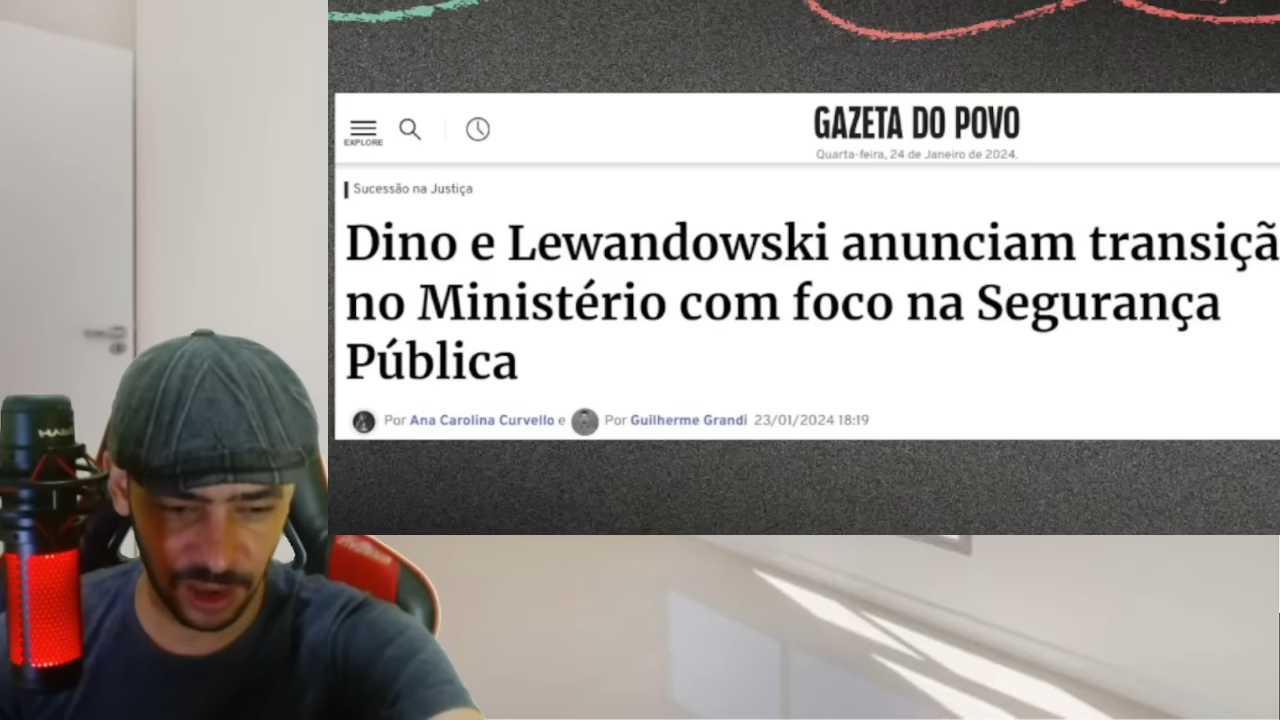 EXPLORE
GAZETA DO POVO
Quarta-feira, 24 de Janeiro de 2024.
Sucessão na Justiça
Dino e Lewandowski anunciam transiçã
no Ministério com foco na Segurança
Pública
Por Ana Carolina Curvello e Por Guilherme Grandi 23/01/2024 18:19